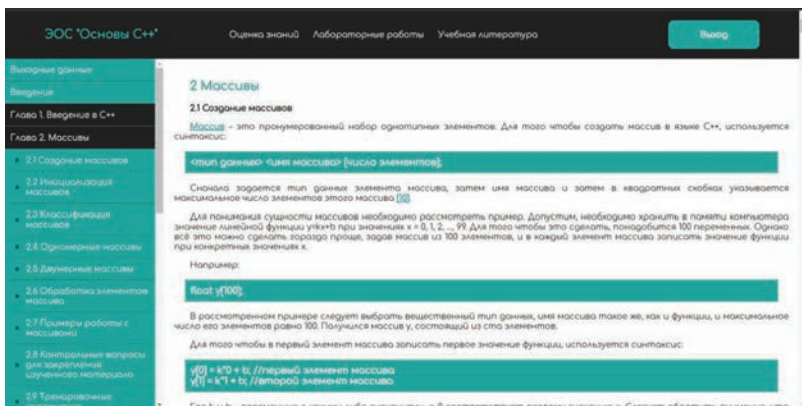 ЭОС "Основы С++"
Оценка знаний Лабораторные работы Учебная литература
Выход
Выходные данные
Введение
Глава 1. Введение в С++
Глава 2. Массивы
2.1 Создание массивов
2.2 Инициализация
массивов
2.3 Классификация
массивов
2.4 Одномерные массивы
2.5 Двумерные массивы
2.6 Обработка элементов
массива
2.7 Примеры работы с
массивами
2.8 Контрольные вопросы
для закрепления
изученного материала
2.9 Тренировочные
2 Массивы
2.1 Создание массивов
Массив – это пронумерованный набор однотипных элементов. Для того чтобы создать массив в языке С++, используется
синтаксис:
<тип данных> <имя массива> [число элементов];
Сначала задается тип данных элемента массива, затем имя массива и затем в квадратных скобках указывается
максимальное число элементов этого массива [10].
Для понимания сущности массивов необходимо рассмотреть пример. Допустим, необходимо хранить в памяти компьютера
значение линейной функции y=kx+b при значениях x = 0, 1, 2, ..., 99. Для того чтобы это сделать, понадобится 100 переменных. Однако
всё это можно сделать гораздо проще, задав массив из 100 элементов, и в каждый элемент массива записать значение функции
при конкретных значениях x.
Например:
float y[100];
В рассмотренном примере следует выбрать вещественный тип данных, имя массива такое же, как и функции, и максимальное
число его элементов равно 100. Получился массив y, состоящий из ста элементов.
Для того чтобы в первый элемент массива записать первое значение функции, используется синтаксис:
y[0] = k*0 + b; //первый элемент массива
y[1] = k*1 + b; //второй элемент массива